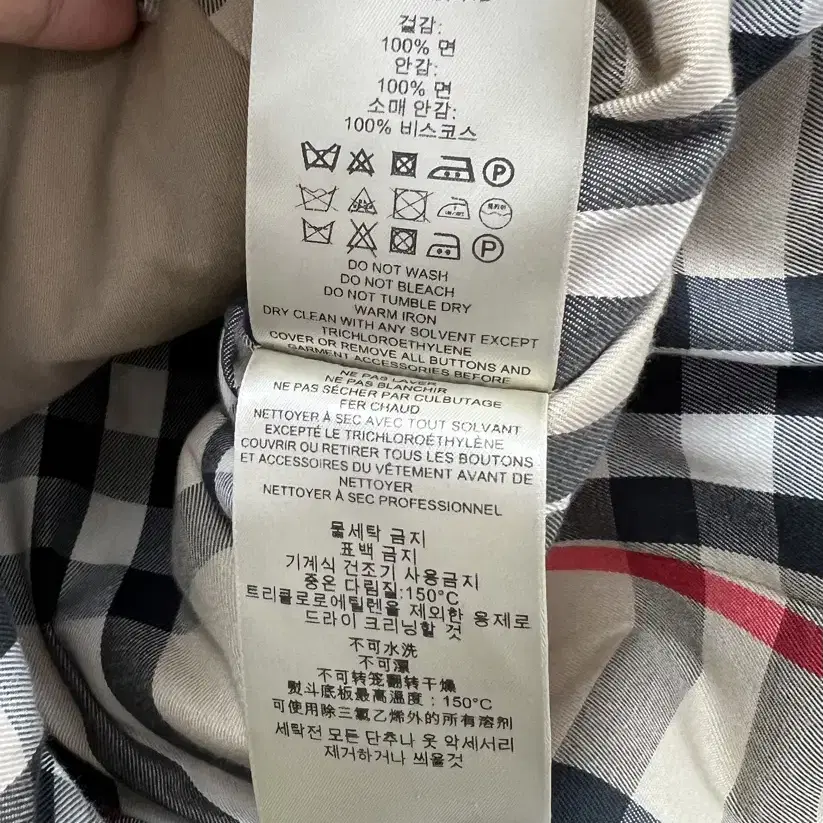 겉감:
100% 면
안감:
100% 면
소매 안감:
100% 비스코스
P
P
DO NOT WASH
DO NOT BLEACH
DO NOT TUMBLE DRY
WARM IRON
DRY CLEAN WITH ANY SOLVENT EXCEPT
TRICHLOROETHYLENE
COVER OR REMOVE ALL BUTTONS AND
GARMENT ACCESSORIES BEFORE
NE PAS LAVER
NE PAS BLANCHIR
NE PAS SÉCHER PAR CULBUTAGE
FER CHAUD
NETTOYER À SEC AVEC TOUT SOLVANT
EXCEPTÉ LE TRICHLOROÉTHYLÈNE
COUVRIR OU RETIRER TOUS LES BOUTONS
ET ACCESSOIRES DU VÊTEMENT AVANT DE
NETTOYER
NETTOYER À SEC PROFESSIONNEL
물세탁 금지
표백 금지
기계식 건조기 사용금지
중온 다림질:150°C
트리클로로에틸렌을 제외한 용제로
드라이 크리닝할 것
不可水洗
不可漂
不可转笼翻转干燥
熨斗底板最高温度：150°C
可使用除三氯乙烯外的所有溶剂
세탁전 모든 단추나 옷 악세서리
제거하거나 씌울것